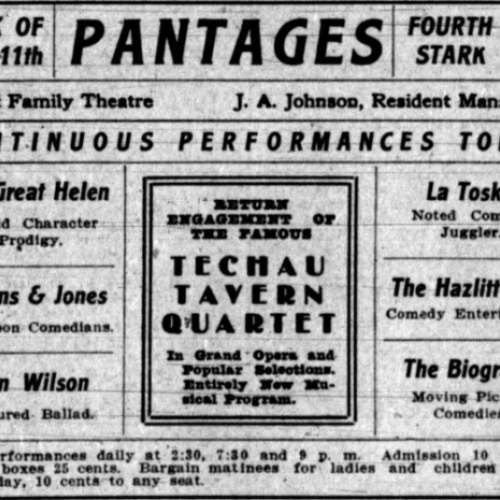 K OF
-11th
PANTAGES
FOURTH
STARK
Family Theatre
J. A. Johnson, Resident Man
TINUOUS PERFORMANCES TO
Great Helen
d Character
Prodigy.
ns & Jones
oon Comedians.
n Wilson
ured Ballad.
RETURN
ENGAGEMENT OF
THE FAMOUS
TECHAU
TAVERN
QUARTET
In Grand Opera and
Popular Selections.
Entirely New Mu-
sical Program.
La Tosk
Noted Com
Juggler.
The Hazlitt
Comedy Entert
The Biogr
Moving Pic
Comedie
erformances daily at 2:30, 7:30 and 9 p. m. Admission 10
boxes 25 cents. Bargain matinees for ladies and children
day, 10 cents to any seat.